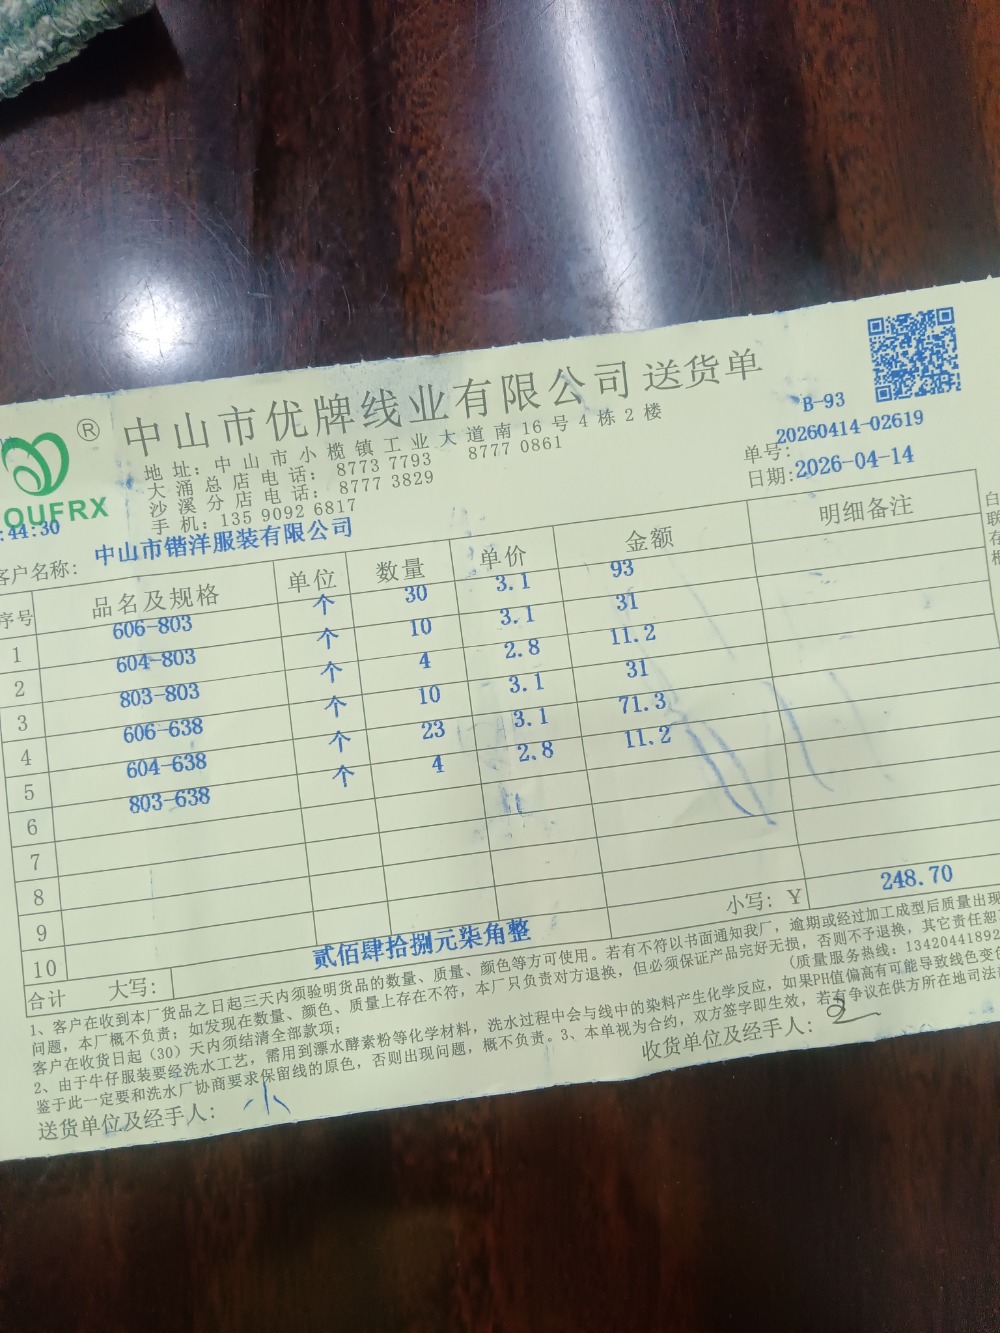 ®
OUFRX
:44:30
中山市优牌线业有限公司 送货单
地址：中山市小榄镇工业大道南16号4栋2楼
大涌总店电话：8773 7793 8777 0861
沙溪分店电话：8777 3829
手机：135 9092 6817
B-93
单号：20260414-02619
日期：2026-04-14
客户名称：中山市锴洋服装有限公司
序号 品名及规格 单位 数量 单价 金额 明细备注
1 606-803 个 30 3.1 93
2 604-803 个 10 3.1 31
3 803-803 个 4 2.8 11.2
4 606-638 个 10 3.1 31
5 604-638 个 23 3.1 71.3
6 803-638 个 4 2.8 11.2
7
8
9
10
合计 大写：贰佰肆拾捌元柒角整 小写：¥ 248.70
1、客户在收到本厂货品之日起三天内须验明货品的数量、质量、颜色等方可使用。若有不符以书面通知我厂，逾期或经过加工成型后质量出现
问题，本厂概不负责；如发现在数量、颜色、质量上存在不符，本厂只负责对方退换，但必须保证产品完好无损，否则不予退换，其它责任恕
客户在收货日起（30）天内须结清全部款项； （质量服务热线：13420441892
2、由于牛仔服装要经洗水工艺，需用到漂水酵素粉等化学材料，洗水过程中会与线中的染料产生化学反应，如果PH值偏高有可能导致线色变
鉴于此一定要和洗水厂协商要求保留线的原色，否则出现问题，概不负责。3、本单视为合约，双方签字即生效，若有争议在供方所在地司法
送货单位及经手人：小 收货单位及经手人：
白
联
存
根